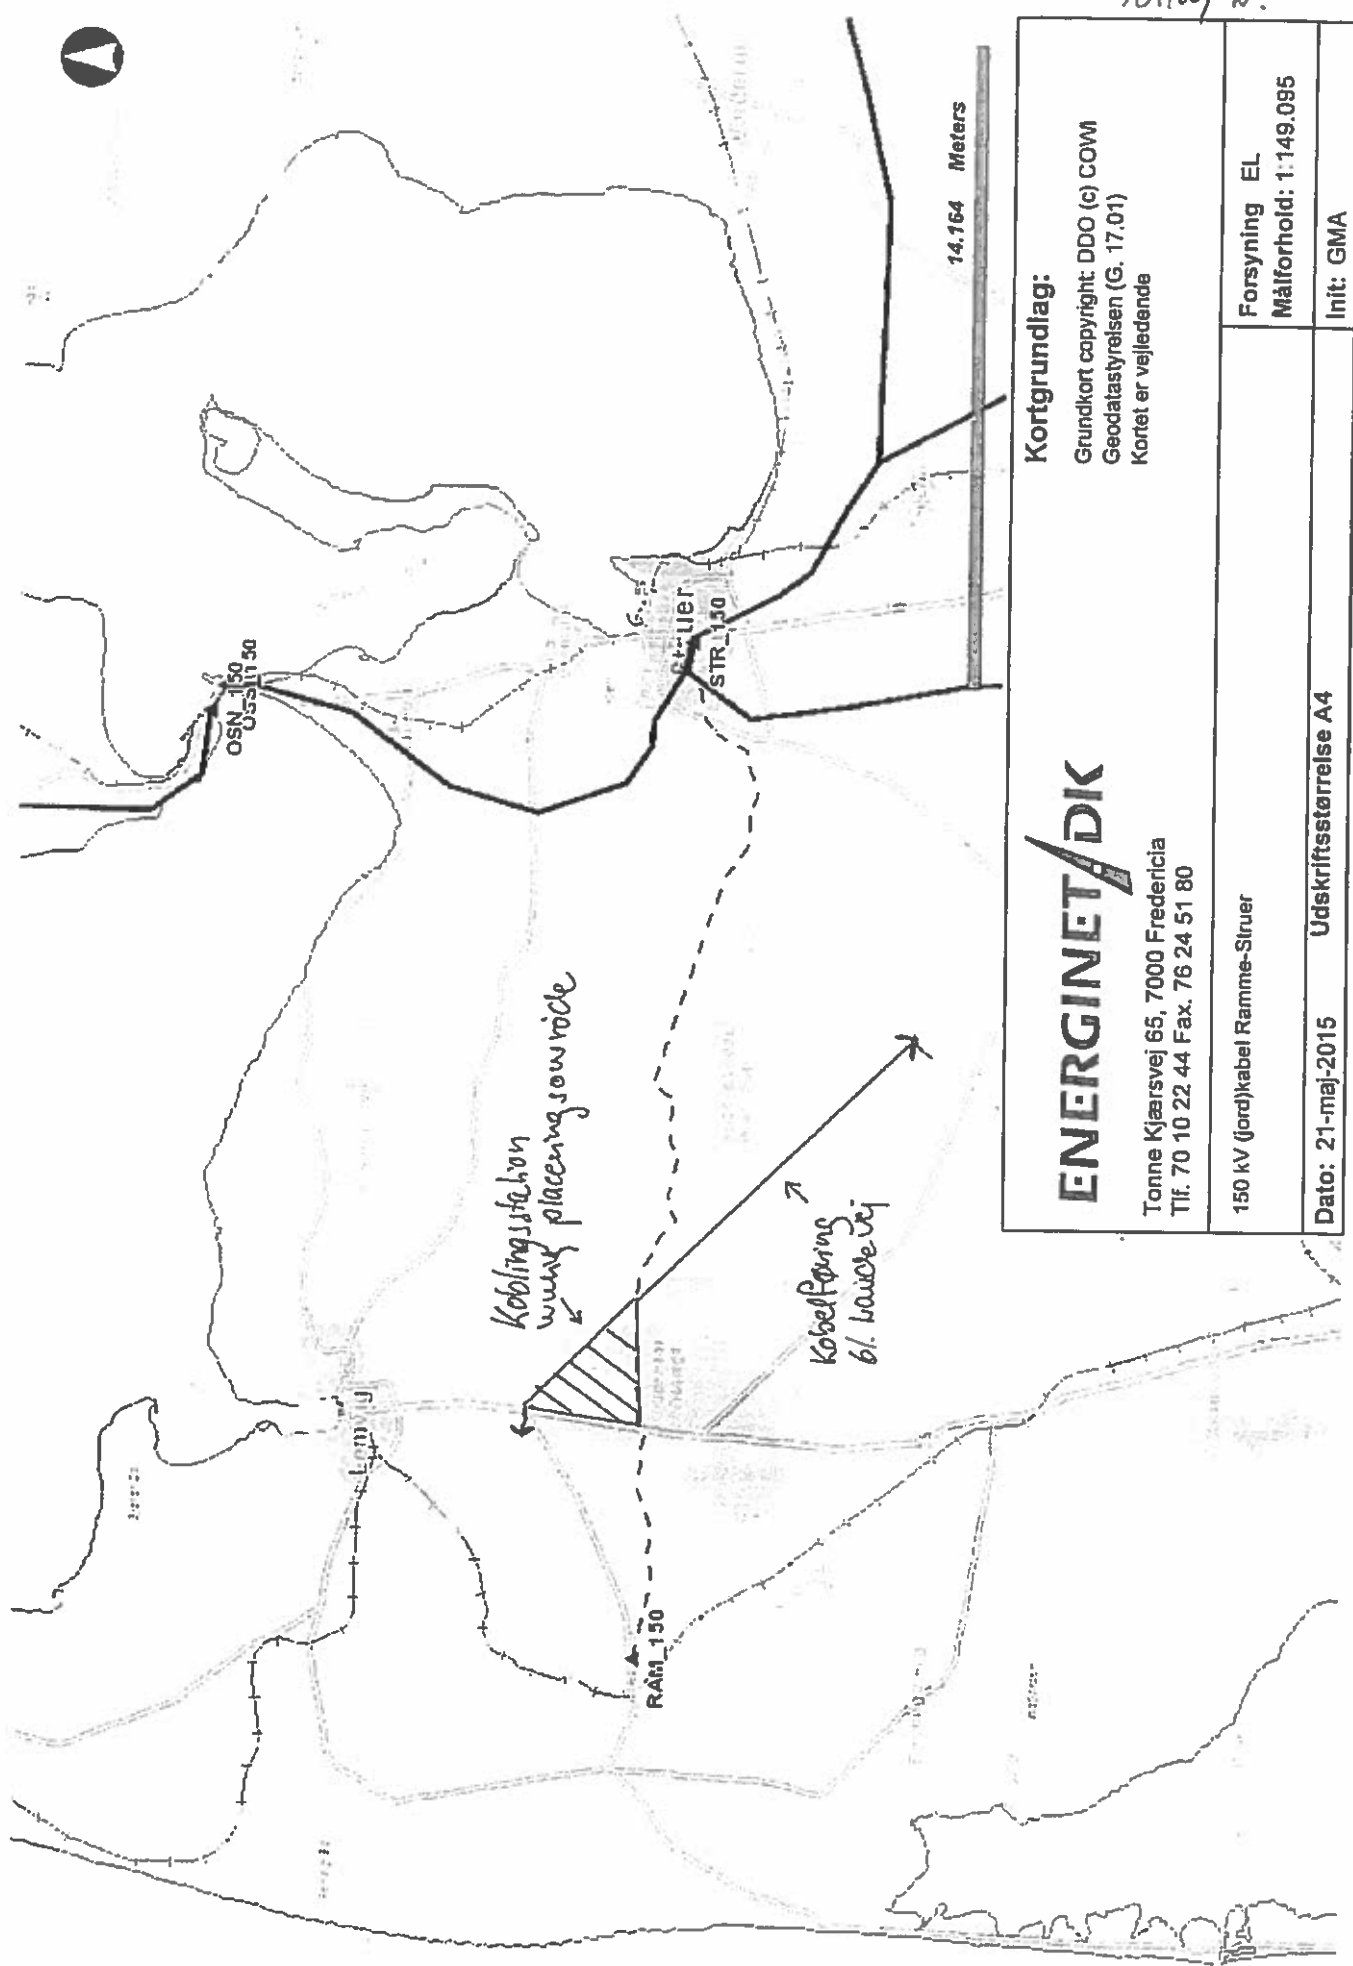 OSN_150
Lemvig
STR_150
RAM_150
Koblingsstation
placeringsområde
Kabelføring
14.164 Meters
ENERGINET/DK
Tonne Kjærsvej 65, 7000 Fredericia
Tlf. 70 10 22 44 Fax. 76 24 51 80
Kortgrundlag:
Grundkort copyright: DDO (c) COWI
Geodatastyrelsen (G. 17.01)
Kortet er vejledende
150 kV (jord)kabel Ramme-Struer
Forsyning EL
Målforhold: 1:149.095
Dato: 21-maj-2015 Udskriftsstørrelse A4
Init: GMA